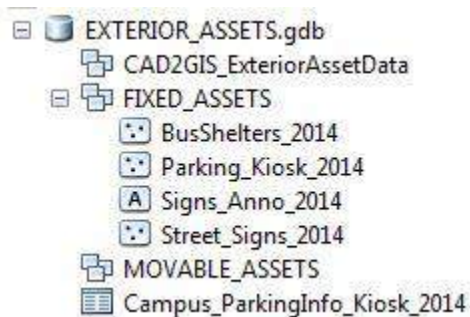 EXTERIOR_ASSETS.gdb
CAD2GIS_ExteriorAssetData
FIXED_ASSETS
BusShelters_2014
Parking_Kiosk_2014
A Signs_Anno_2014
Street_Signs_2014
MOVABLE_ASSETS
Campus_ParkingInfo_Kiosk_2014